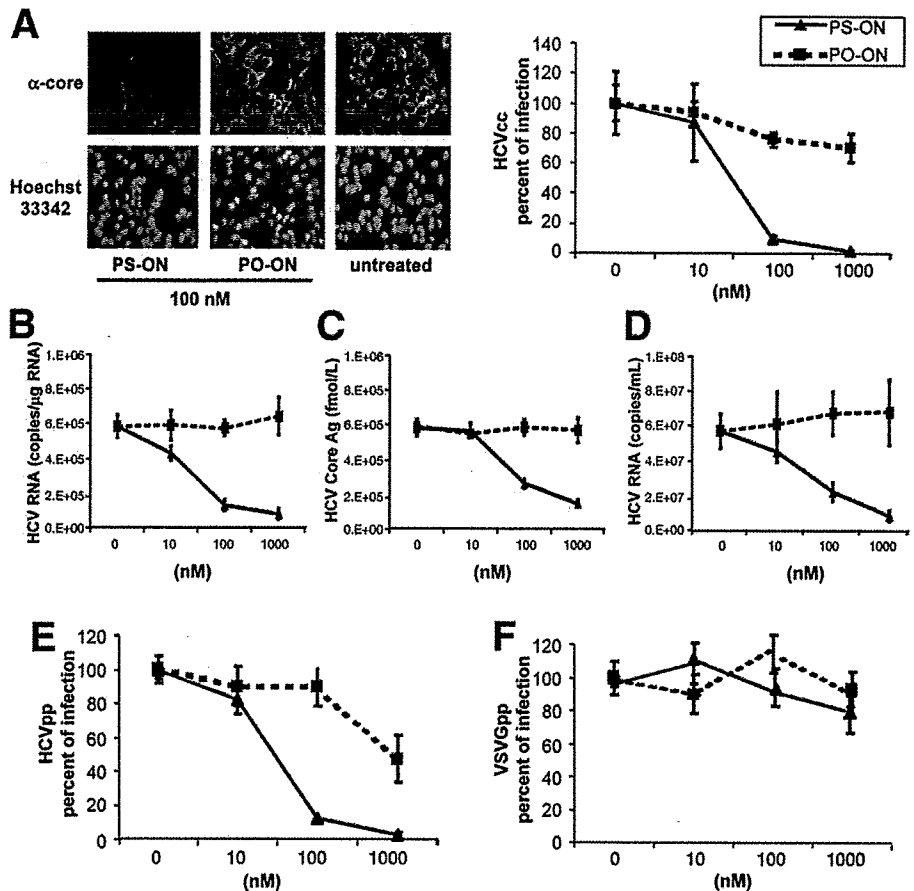 A
α-core
Hoechst
33342
PS-ON
PO-ON
untreated
100 nM
PS-ON
PO-ON
HCVcc
percent of infection
140
120
100
80
60
40
20
0
0
10
100
1000
(nM)
B
HCV RNA (copies/µg RNA)
1.E+06
8.E+05
6.E+05
4.E+05
2.E+05
0.E+00
0
10
100
1000
(nM)
C
HCV Core Ag (fmol/L)
1.E+06
8.E+05
6.E+05
4.E+05
2.E+05
0.E+00
0
10
100
1000
(nM)
D
HCV RNA (copies/mL)
1.E+08
8.E+07
6.E+07
4.E+07
2.E+07
0.E+00
0
10
100
1000
(nM)
E
HCVpp
percent of infection
120
100
80
60
40
20
0
0
10
100
1000
(nM)
F
VSVGpp
percent of infection
120
100
80
60
40
20
0
0
10
100
1000
(nM)